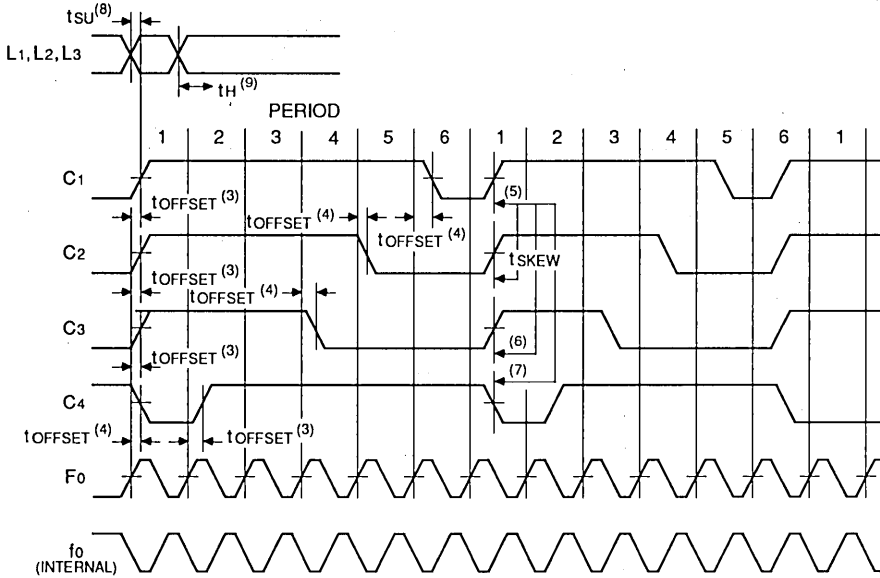 tSU(8)
L1, L2, L3
tH(9)
PERIOD
1 2 3 4 5 6 1 2 3 4 5 6 1
C1
(5)
tOFFSET(3)
tOFFSET(4)
tOFFSET(4)
C2
tSKEW
tOFFSET(3)
tOFFSET(4)
C3
(6)
tOFFSET(3)
(7)
C4
tOFFSET(4)
tOFFSET(3)
F0
f0
(INTERNAL)